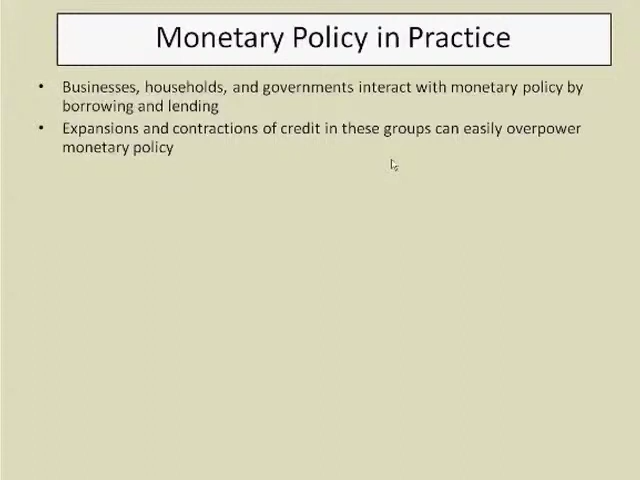 Monetary Policy in Practice
• Businesses, households, and governments interact with monetary policy by
borrowing and lending
• Expansions and contractions of credit in these groups can easily overpower
monetary policy